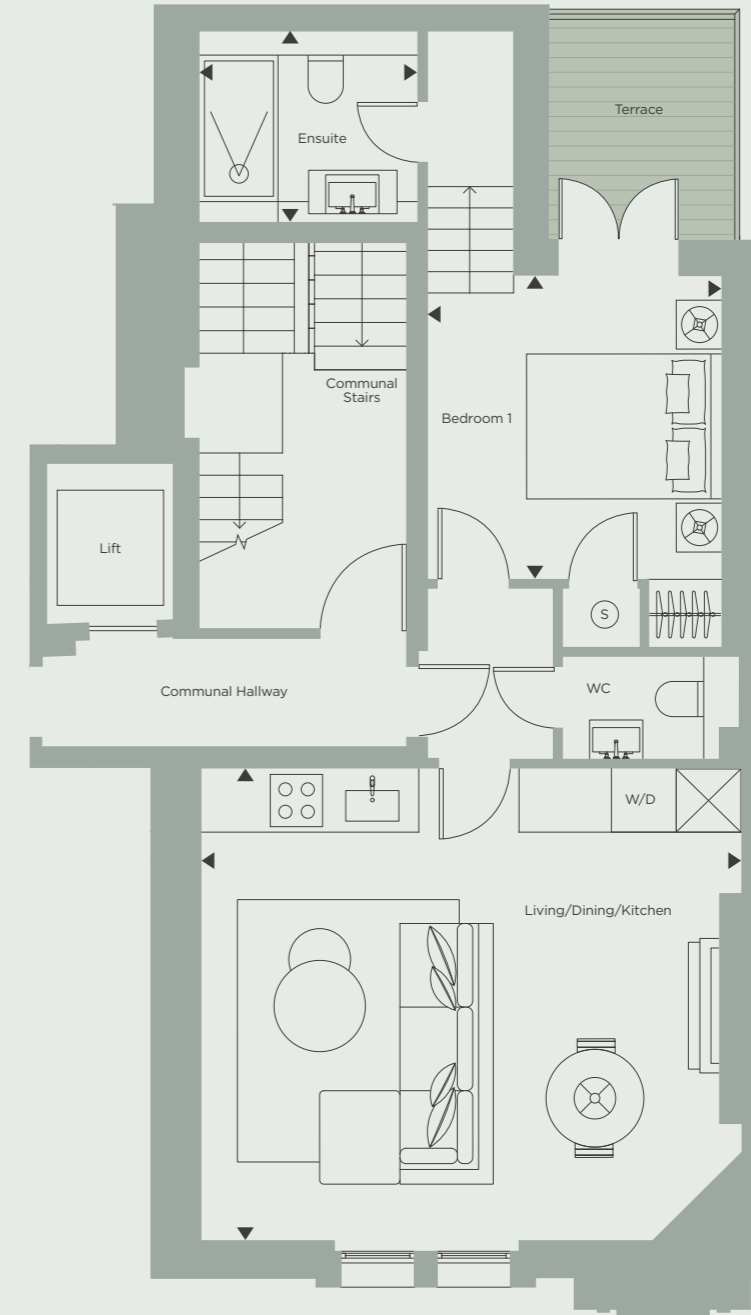 Terrace
Ensuite
Communal
Stairs
Bedroom 1
Lift
S
Communal Hallway
WC
W/D
Living/Dining/Kitchen